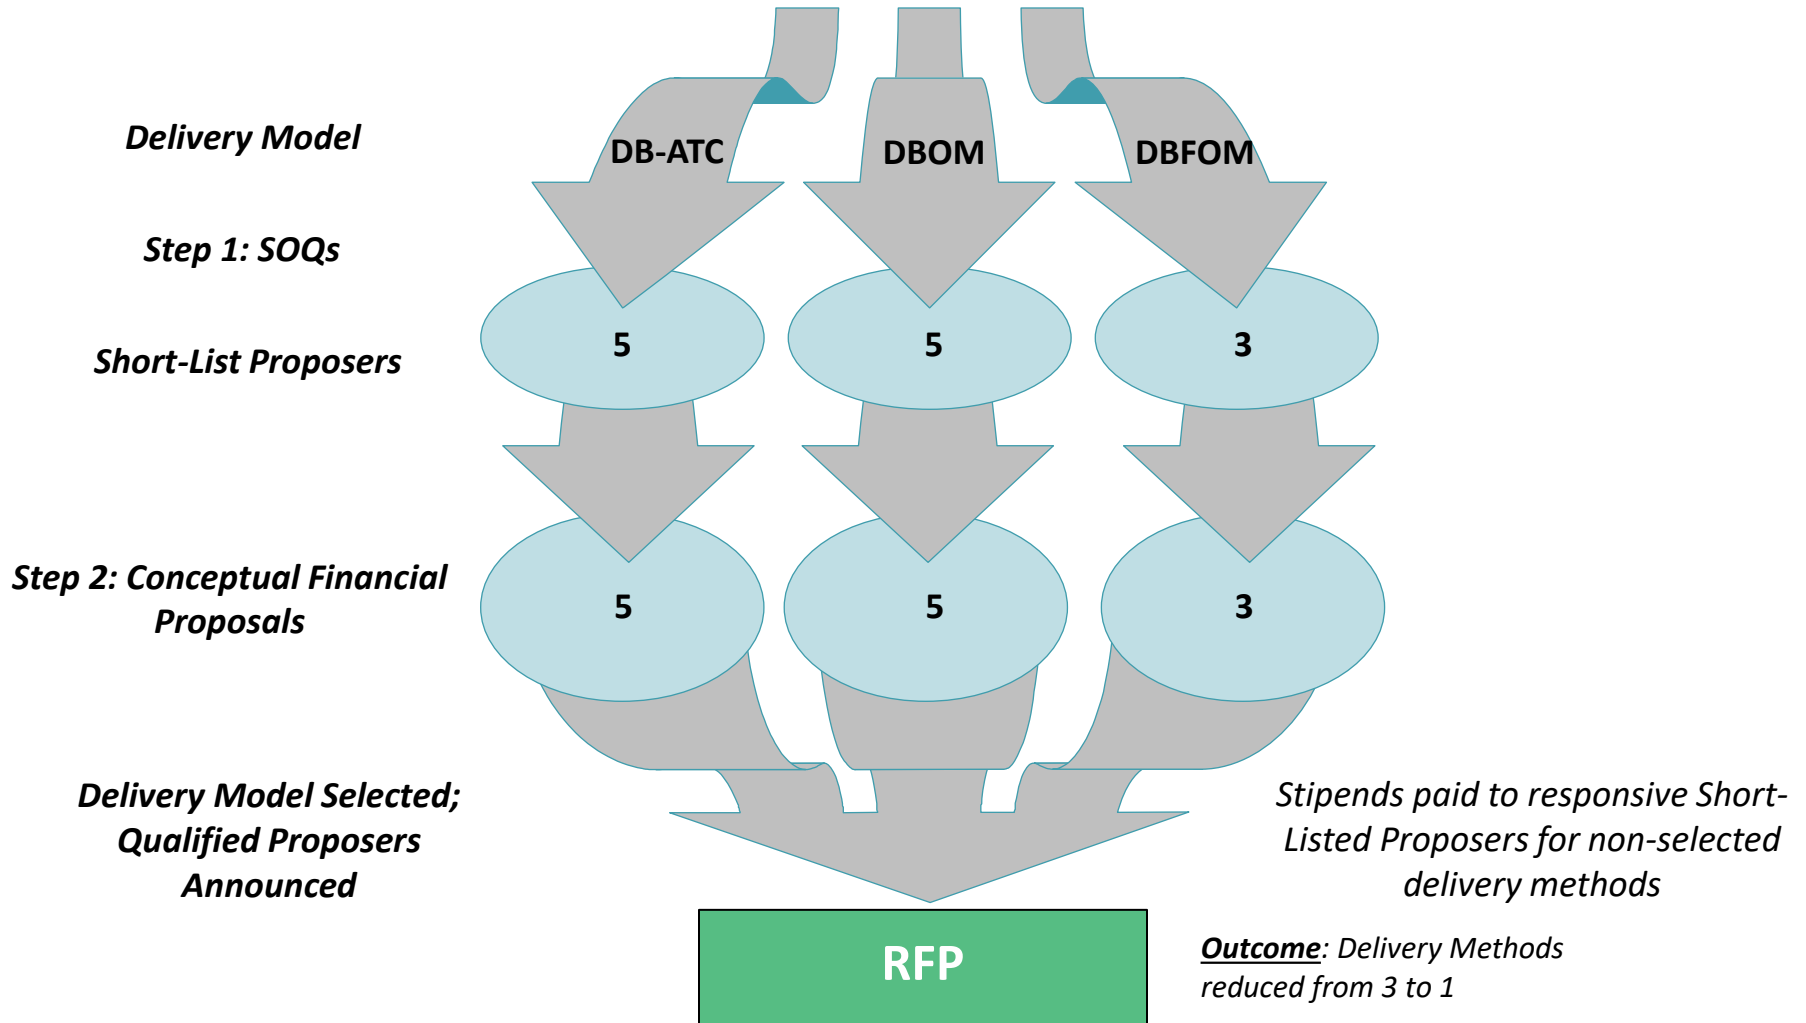 Delivery Model
DB-ATC
DBOM
DBFOM
Step 1: SOQs
Short-List Proposers
5
5
3
Step 2: Conceptual Financial
Proposals
5
5
3
Delivery Model Selected;
Qualified Proposers
Announced
Stipends paid to responsive Short-
Listed Proposers for non-selected
delivery methods
RFP
Outcome: Delivery Methods
reduced from 3 to 1